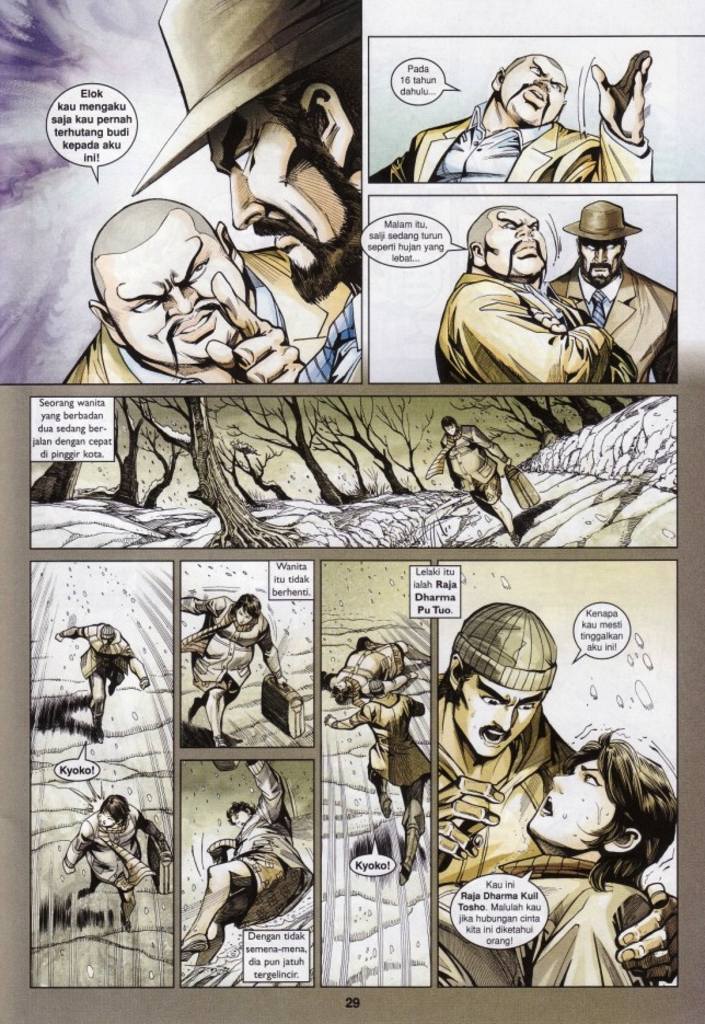 Elok
kau mengaku
saja kau pernah
terhutang budi
kepada aku
ini!
Pada
16 tahun
dahulu...
Malam itu,
salji sedang turun
seperti hujan yang
lebat...
Seorang wanita
yang berbadan
dua sedang ber-
jalan dengan cepat
di pinggir kota.
Kyoko!
Wanita
itu tidak
berhenti.
Dengan tidak
semena-mena,
dia pun jatuh
tergelincir.
Kyoko!
Lelaki itu
ialah Raja
Dharma
Pu Tuo.
Kenapa
kau mesti
tinggalkan
aku ini!
Kau ini
Raja Dharma Kuil
Tosho. Malulah kau
jika hubungan cinta
kita ini diketahui
orang!
29